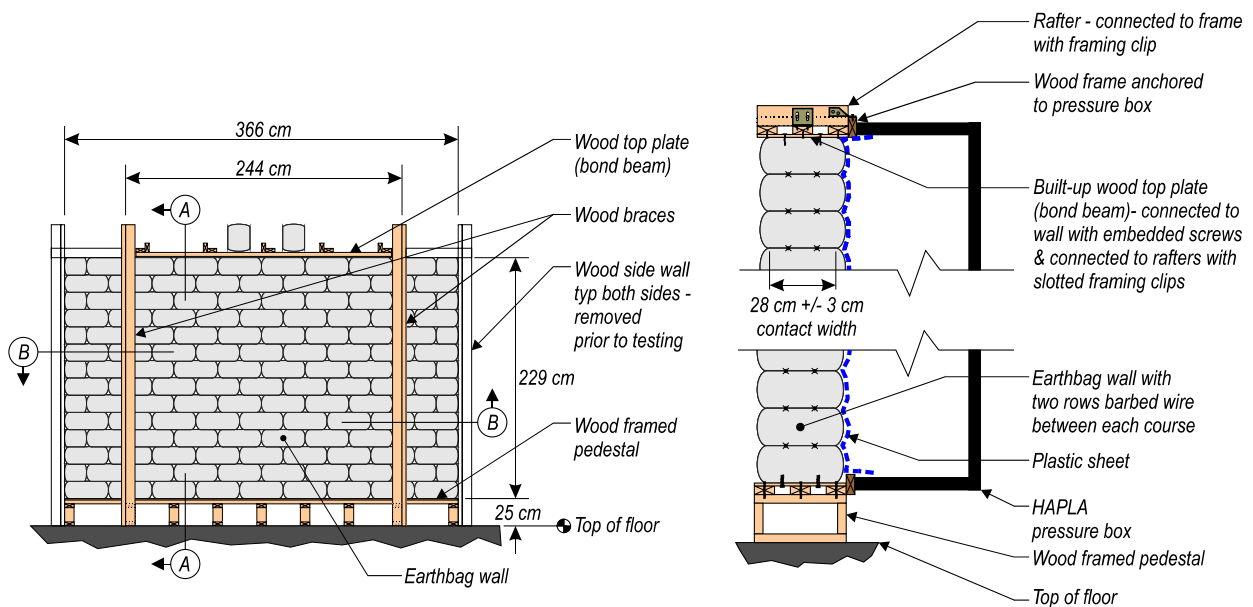 366 cm
244 cm
A
B
B
A
Wood top plate
(bond beam)
Wood braces
Wood side wall
typ both sides -
removed
prior to testing
229 cm
Wood framed
pedestal
25 cm
Top of floor
Earthbag wall
Rafter - connected to frame
with framing clip
Wood frame anchored
to pressure box
Built-up wood top plate
(bond beam)- connected to
wall with embedded screws
& connected to rafters with
slotted framing clips
28 cm +/- 3 cm
contact width
Earthbag wall with
two rows barbed wire
between each course
Plastic sheet
HAPLA
pressure box
Wood framed pedestal
Top of floor